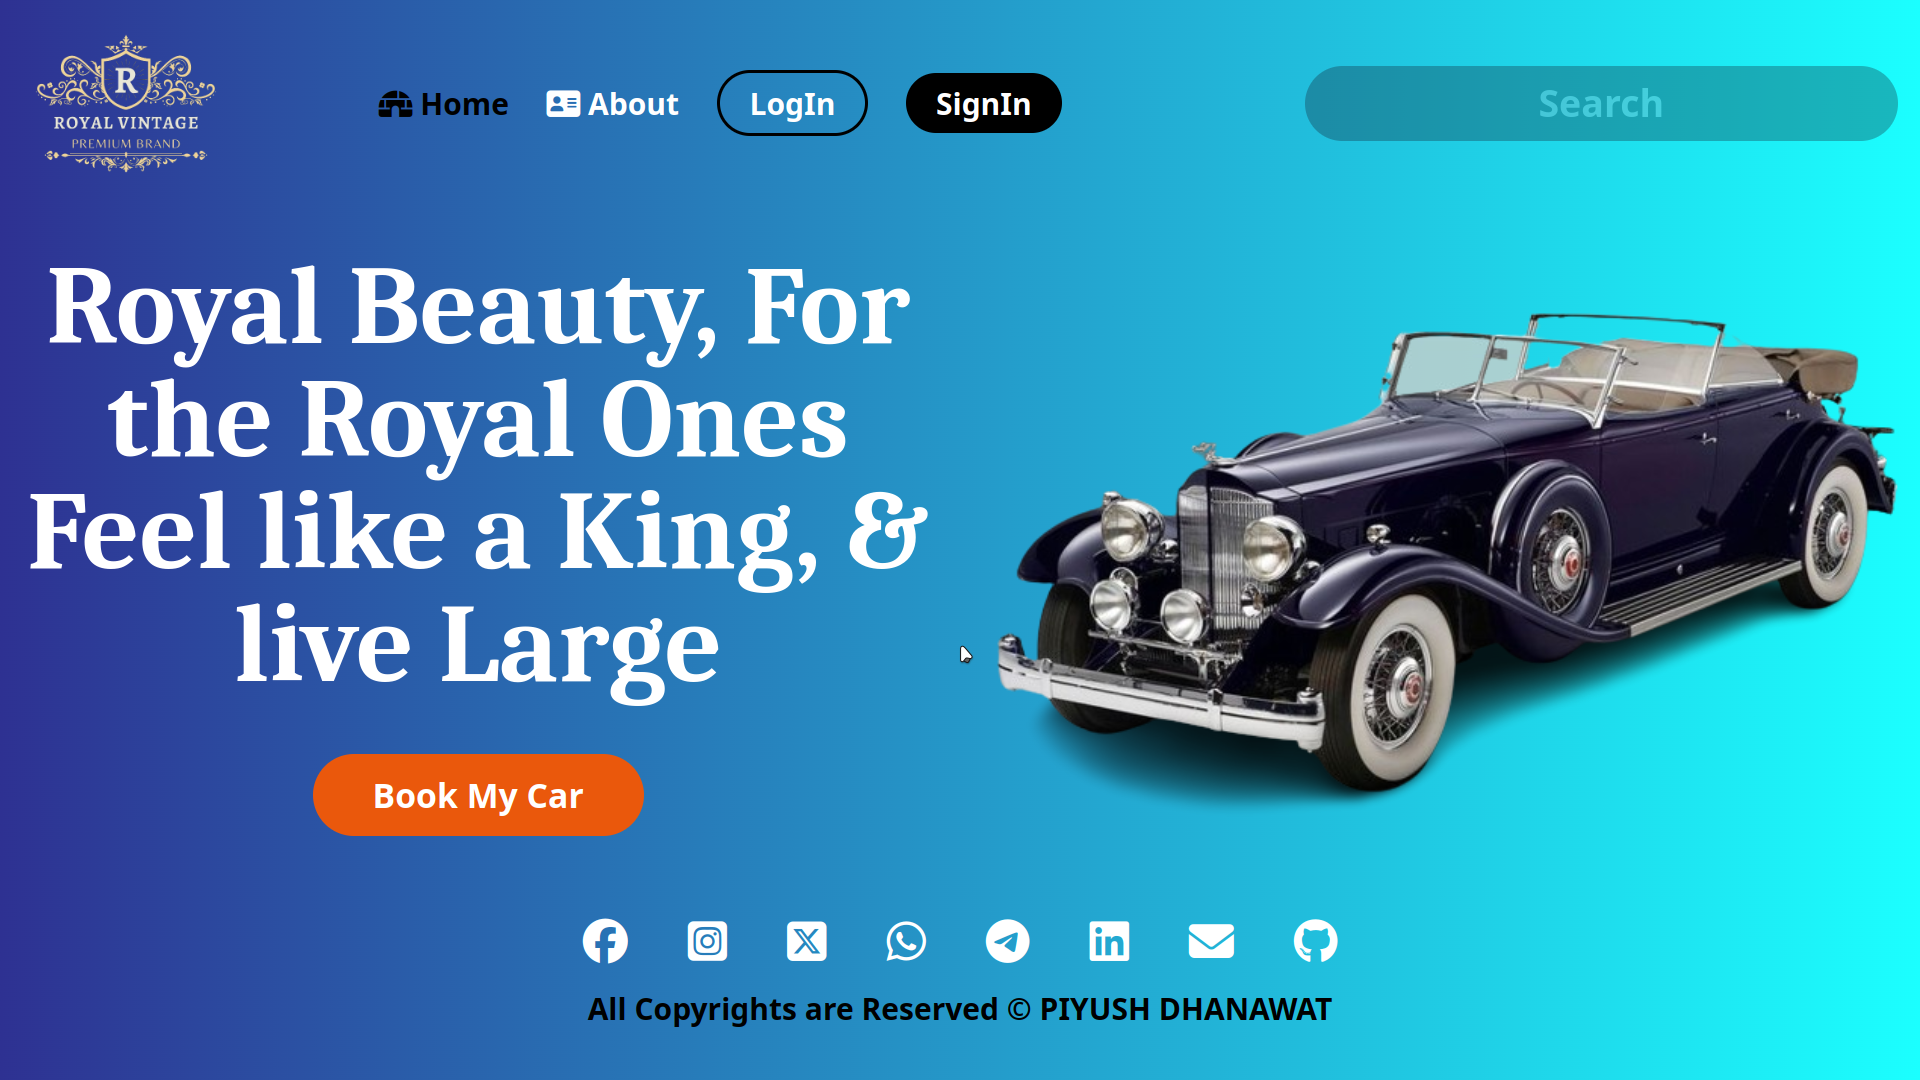 R
ROYAL VINTAGE
PREMIUM BRAND
Home About LogIn SignIn Search
Royal Beauty, For
the Royal Ones
Feel like a King, &
live Large
Book My Car
All Copyrights are Reserved © PIYUSH DHANAWAT